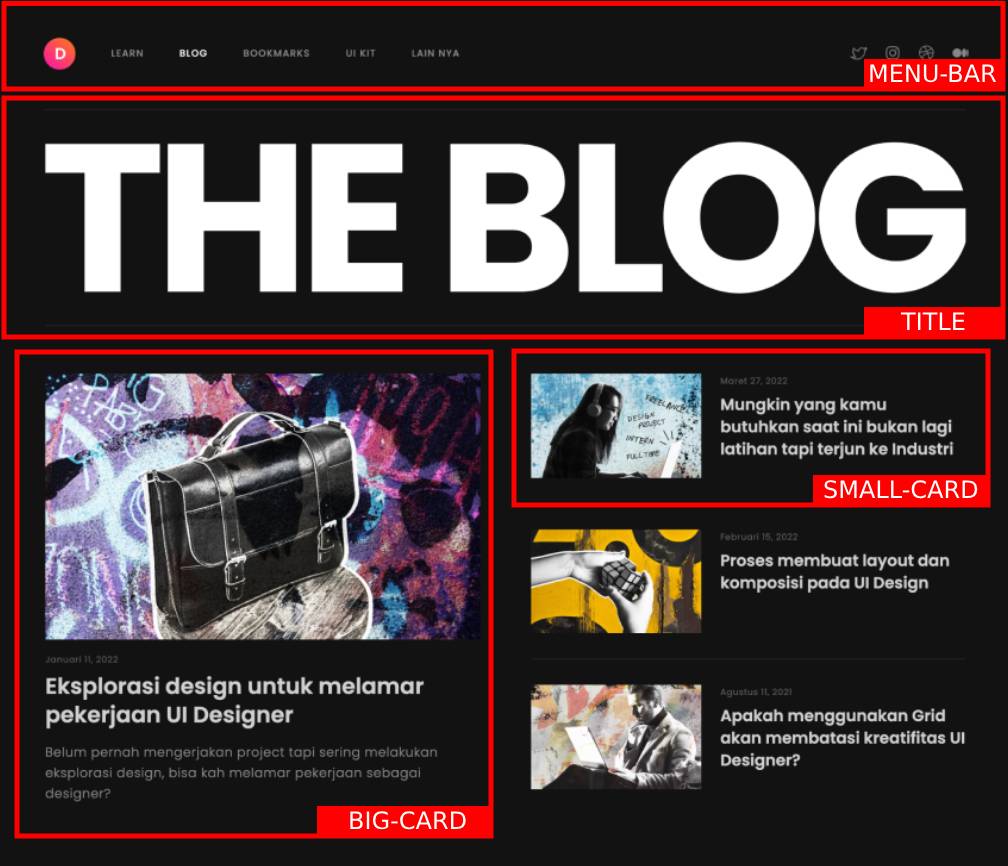 D LEARN BLOG BOOKMARKS UI KIT LAIN NYA
MENU-BAR
THE BLOG
TITLE
Januari 11, 2022
Eksplorasi design untuk melamar
pekerjaan UI Designer
Belum pernah mengerjakan project tapi sering melakukan
eksplorasi design, bisa kah melamar pekerjaan sebagai
designer?
BIG-CARD
FREELANCE
DESIGN
PROJECT
INTERN
FULL TIME
Maret 27, 2022
Mungkin yang kamu
butuhkan saat ini bukan lagi
latihan tapi terjun ke Industri
SMALL-CARD
Februari 15, 2022
Proses membuat layout dan
komposisi pada UI Design
Agustus 11, 2021
Apakah menggunakan Grid
akan membatasi kreatifitas UI
Designer?